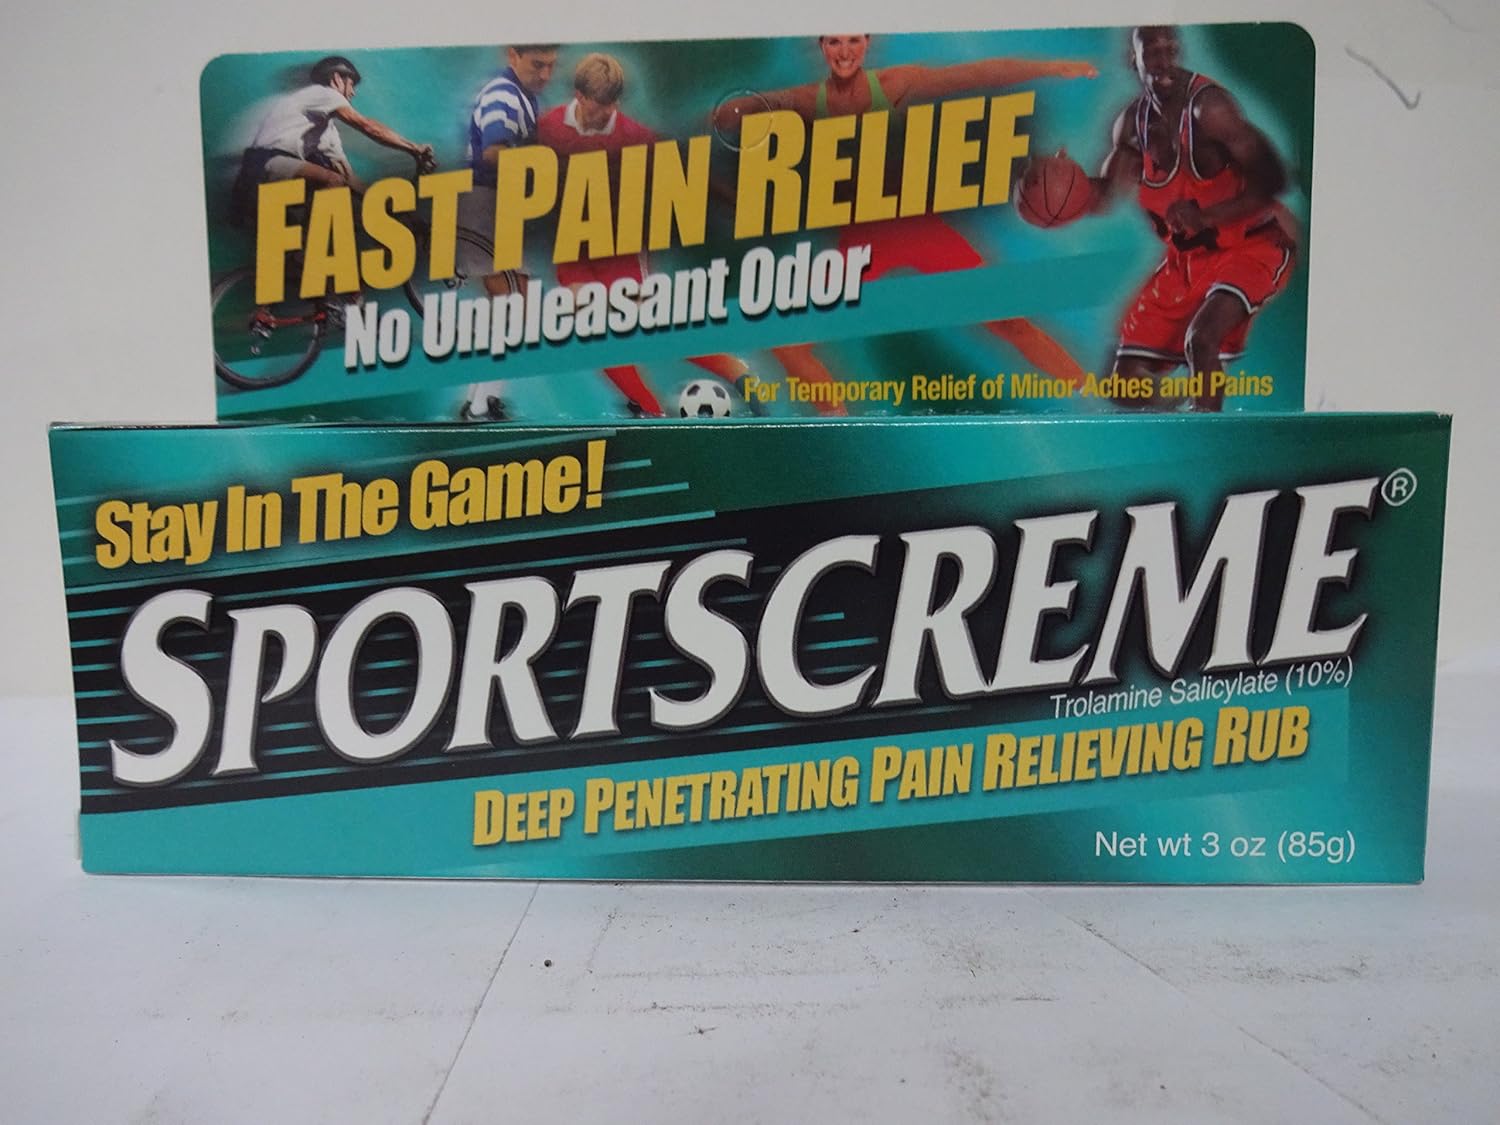 FAST PAIN RELIEF
No Unpleasant Odor
For Temporary Relief of Minor Aches and Pains
Stay In The Game!
SPORTSCREME®
Trolamine Salicylate (10%)
DEEP PENETRATING PAIN RELIEVING RUB
Net wt 3 oz (85g)